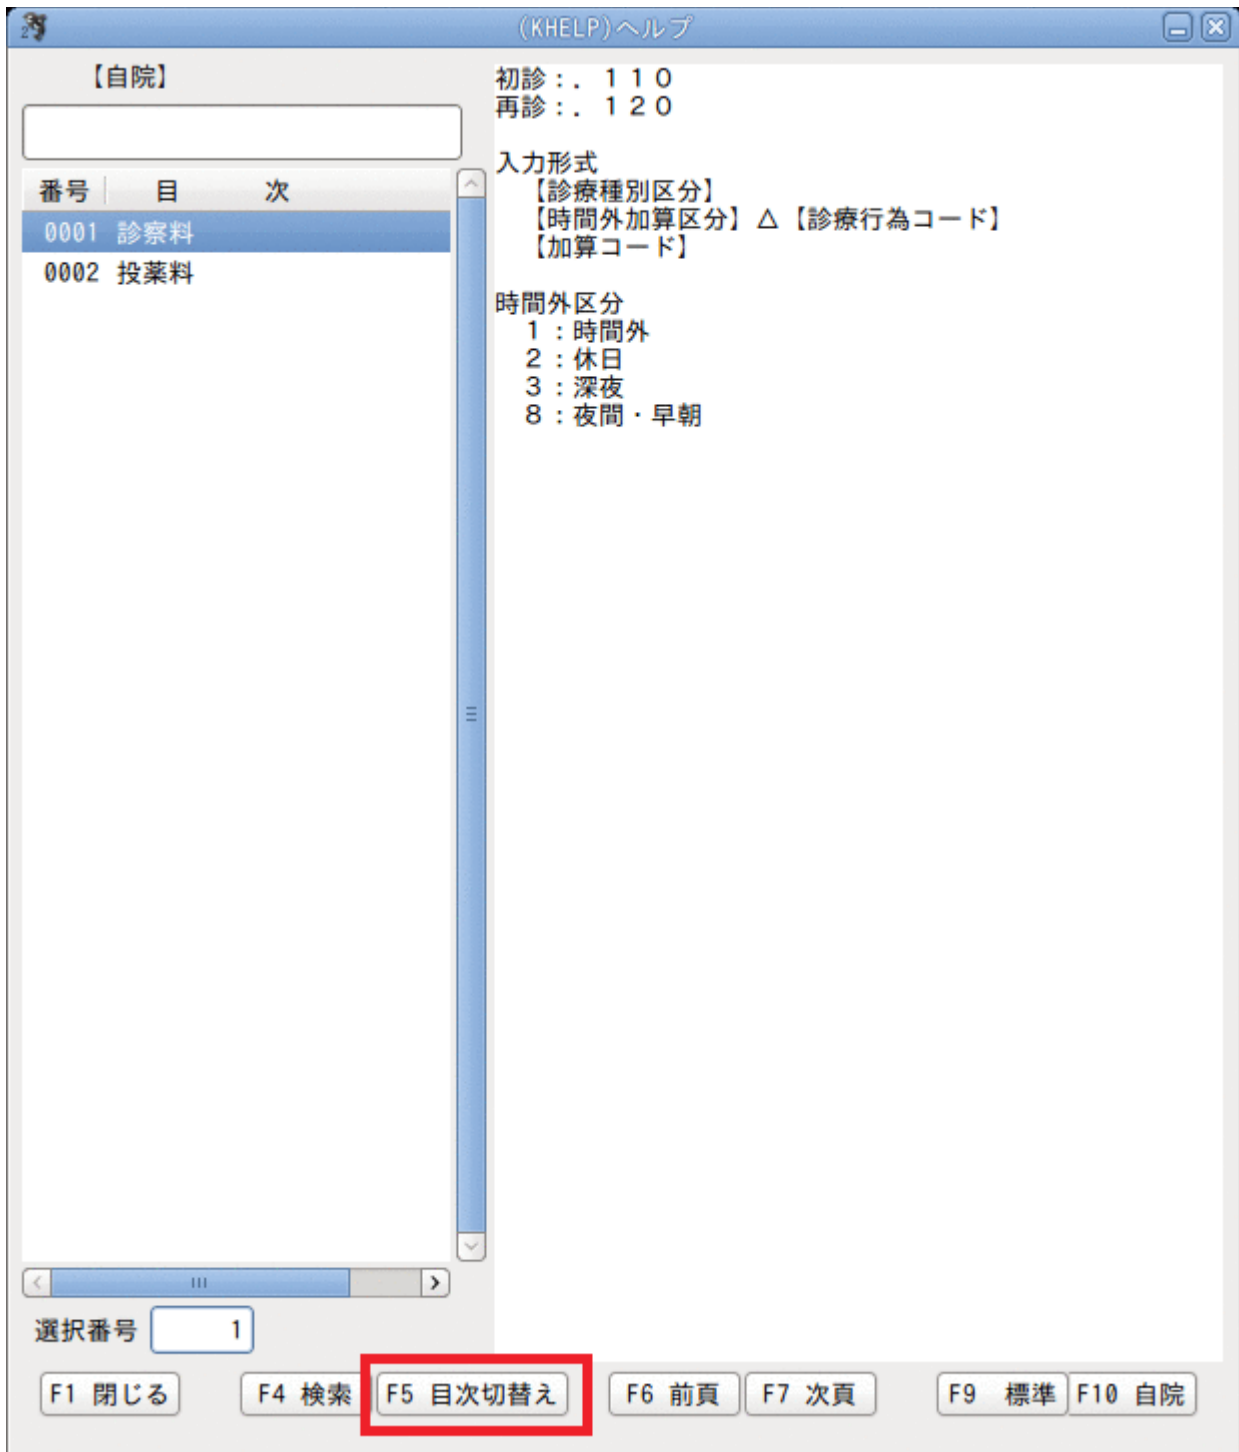 (KHELP)ヘルプ
【自院】
番号 目 次
0001 診察料
0002 投薬料
初診:．１１０
再診:．１２０
入力形式
【診療種別区分】
【時間外加算区分】△【診療行為コード】
【加算コード】
時間外区分
１:時間外
２:休日
３:深夜
８:夜間・早朝
選択番号 1
F1 閉じる F4 検索 F5 目次切替え F6 前頁 F7 次頁 F9 標準 F10 自院